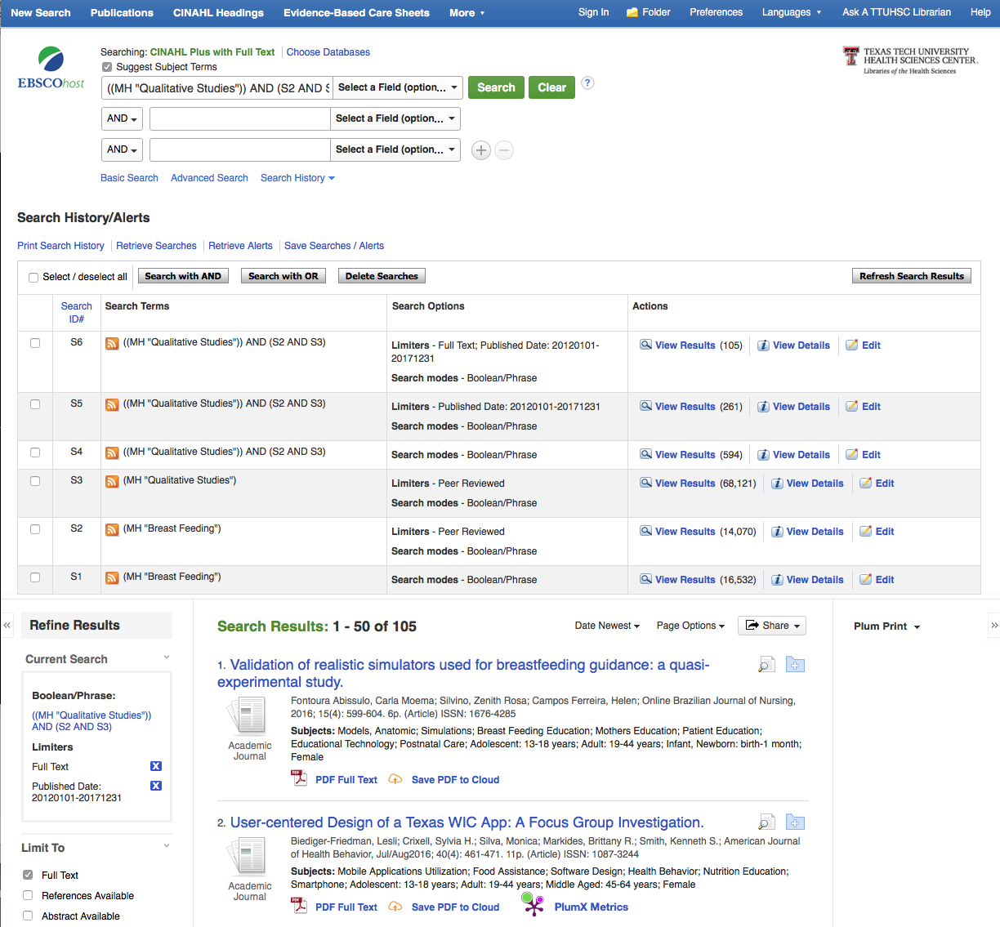 New Search Publications CINAHL Headings Evidence-Based Care Sheets More Sign In Folder Preferences Languages Ask A TTUHSC Librarian Help
Searching: CINAHL Plus with Full Text Choose Databases
Suggest Subject Terms
EBSCOhost
TEXAS TECH UNIVERSITY
HEALTH SCIENCES CENTER.
Libraries of the Health Sciences
((MH "Qualitative Studies")) AND (S2 AND S Select a Field (option... Search Clear ?
AND Select a Field (option...
AND Select a Field (option...
Basic Search Advanced Search Search History
Search History/Alerts
Print Search History Retrieve Searches Retrieve Alerts Save Searches / Alerts
Select / deselect all Search with AND Search with OR Delete Searches Refresh Search Results
Search ID# Search Terms Search Options Actions
S6 ((MH "Qualitative Studies")) AND (S2 AND S3) Limiters - Full Text; Published Date: 20120101- View Results (105) View Details Edit
20171231
Search modes - Boolean/Phrase
S5 ((MH "Qualitative Studies")) AND (S2 AND S3) Limiters - Published Date: 20120101-20171231 View Results (261) View Details Edit
Search modes - Boolean/Phrase
S4 ((MH "Qualitative Studies")) AND (S2 AND S3) Search modes - Boolean/Phrase View Results (594) View Details Edit
S3 (MH "Qualitative Studies") Limiters - Peer Reviewed View Results (68,121) View Details Edit
Search modes - Boolean/Phrase
S2 (MH "Breast Feeding") Limiters - Peer Reviewed View Results (14,070) View Details Edit
Search modes - Boolean/Phrase
S1 (MH "Breast Feeding") Search modes - Boolean/Phrase View Results (16,532) View Details Edit
Refine Results
Current Search
Boolean/Phrase:
((MH "Qualitative Studies"))
AND (S2 AND S3)
Limiters
Full Text
Published Date:
20120101-20171231
Limit To
Full Text
References Available
Abstract Available
Search Results: 1 - 50 of 105 Date Newest Page Options Share
1. Validation of realistic simulators used for breastfeeding guidance: a quasi-
experimental study.
Academic
Journal
Fontoura Abissulo, Carla Moema; Silvino, Zenith Rosa; Campos Ferreira, Helen; Online Brazilian Journal of Nursing,
2016; 15(4): 599-604. 6p. (Article) ISSN: 1676-4285
Subjects: Models, Anatomic; Simulations; Breast Feeding Education; Mothers Education; Patient Education;
Educational Technology; Postnatal Care; Adolescent: 13-18 years; Adult: 19-44 years; Infant, Newborn: birth-1 month;
Female
PDF Full Text Save PDF to Cloud
2. User-centered Design of a Texas WIC App: A Focus Group Investigation.
Academic
Journal
Biediger-Friedman, Lesli; Crixell, Sylvia H.; Silva, Monica; Markides, Brittany R.; Smith, Kenneth S.; American Journal
of Health Behavior, Jul/Aug2016; 40(4): 461-471. 11p. (Article) ISSN: 1087-3244
Subjects: Mobile Applications Utilization; Food Assistance; Software Design; Health Behavior; Nutrition Education;
Smartphone; Adolescent: 13-18 years; Adult: 19-44 years; Middle Aged: 45-64 years; Female
PDF Full Text Save PDF to Cloud PlumX Metrics
Plum Print